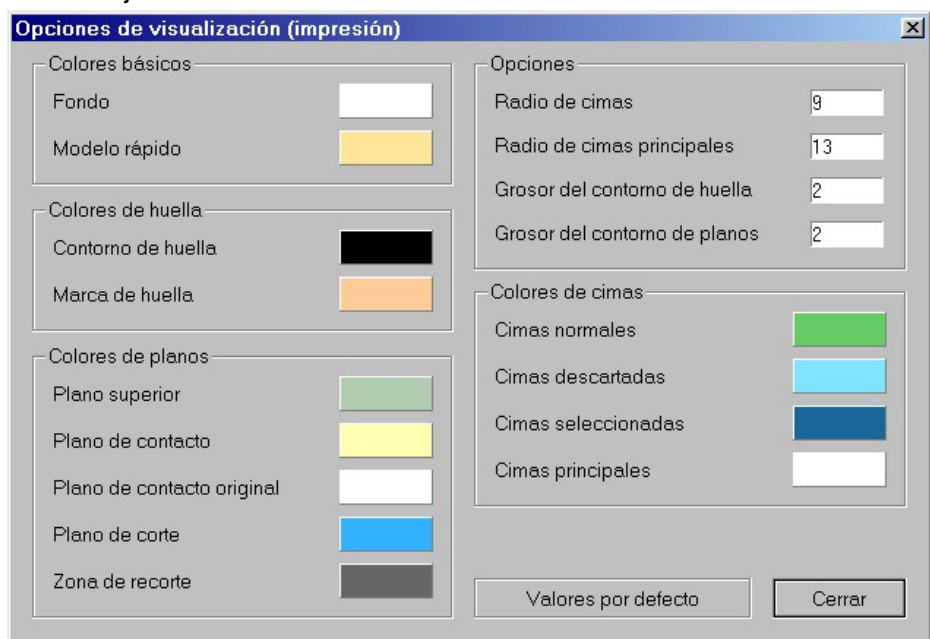 Opciones de visualización (impresión)
Colores básicos
Fondo
Modelo rápido
Colores de huella
Contorno de huella
Marca de huella
Colores de planos
Plano superior
Plano de contacto
Plano de contacto original
Plano de corte
Zona de recorte
Opciones
Radio de cimas 9
Radio de cimas principales 13
Grosor del contorno de huella 2
Grosor del contorno de planos 2
Colores de cimas
Cimas normales
Cimas descartadas
Cimas seleccionadas
Cimas principales
Valores por defecto
Cerrar